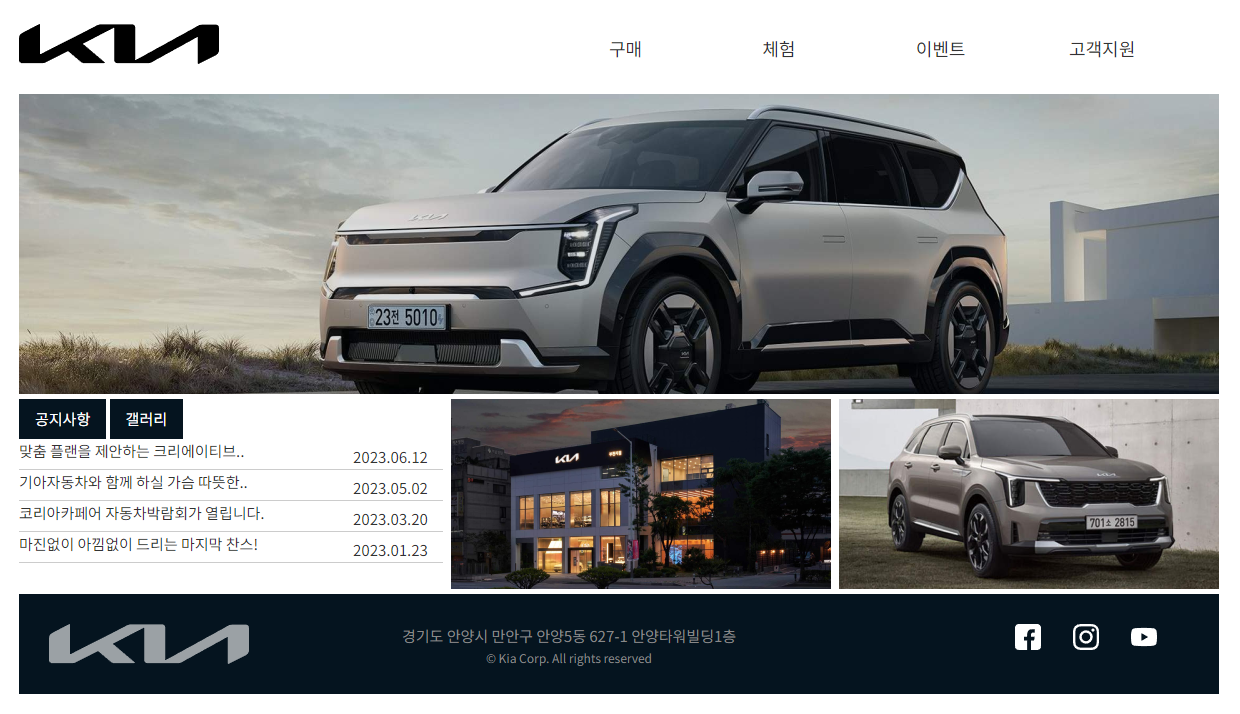 KIA
구매 체험 이벤트 고객지원
KIA
23전 5010
공지사항 갤러리
맞춤 플랜을 제안하는 크리에이티브.. 2023.06.12
기아자동차와 함께 하실 가슴 따뜻한.. 2023.05.02
코리아카페어 자동차박람회가 열립니다. 2023.03.20
마진없이 아낌없이 드리는 마지막 찬스! 2023.01.23
KIA
KIA
701소 2815
KIA
경기도 안양시 만안구 안양5동 627-1 안양타워빌딩1층
© Kia Corp. All rights reserved